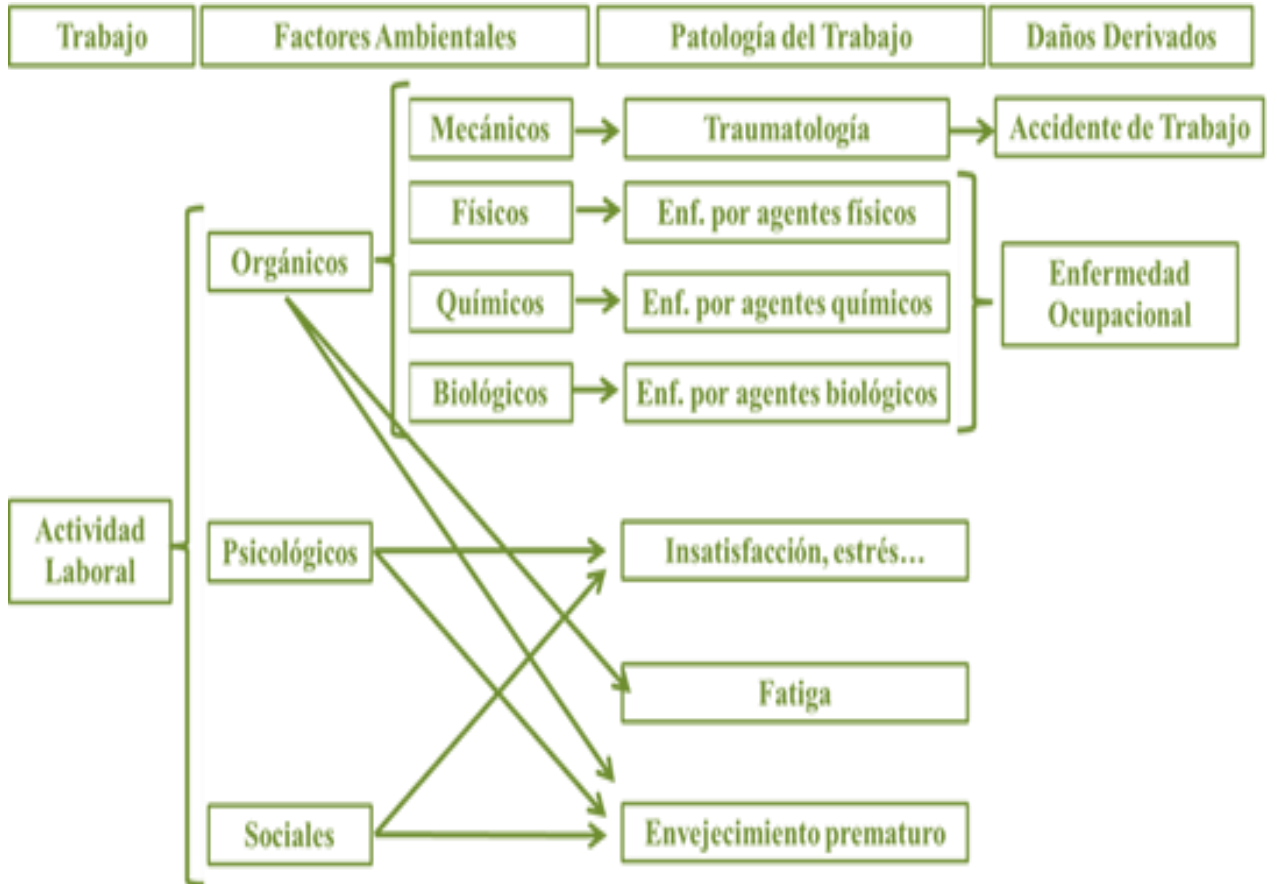 Trabajo
Factores Ambientales
Patología del Trabajo
Daños Derivados
Mecánicos
Traumatología
Accidente de Trabajo
Físicos
Enf. por agentes físicos
Orgánicos
Enfermedad
Ocupacional
Químicos
Enf. por agentes químicos
Biológicos
Enf. por agentes biológicos
Actividad
Laboral
Psicológicos
Insatisfacción, estrés...
Fatiga
Sociales
Envejecimiento prematuro